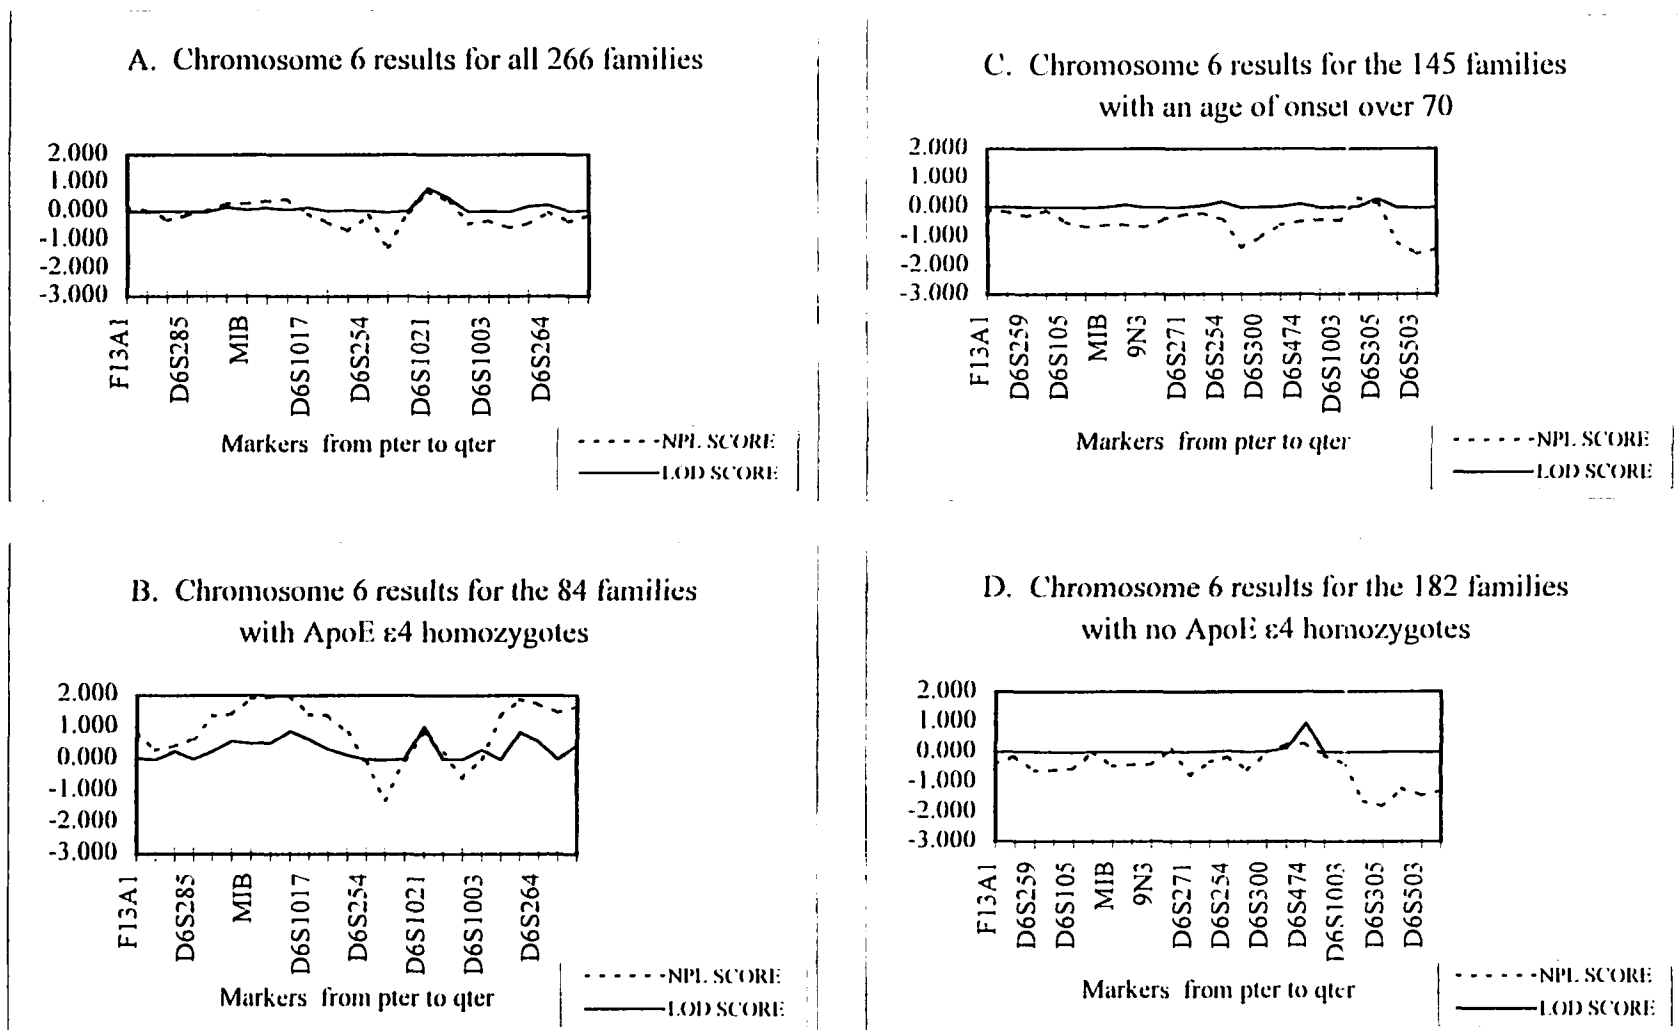 A. Chromosome 6 results for all 266 families
2.000
1.000
0.000
-1.000
-2.000
-3.000
F13A1
D6S285
MIB
D6S1017
D6S254
D6S1021
D6S1003
D6S264
Markers from pter to qter
NPL SCORE
LOD SCORE
C. Chromosome 6 results for the 145 families
with an age of onset over 70
2.000
1.000
0.000
-1.000
-2.000
-3.000
F13A1
D6S259
D6S105
MIB
9N3
D6S271
D6S254
D6S300
D6S474
D6S1003
D6S305
D6S503
Markers from pter to qter
NPL SCORE
LOD SCORE
B. Chromosome 6 results for the 84 families
with ApoE ε4 homozygotes
2.000
1.000
0.000
-1.000
-2.000
-3.000
F13A1
D6S285
MIB
D6S1017
D6S254
D6S1021
D6S1003
D6S264
Markers from pter to qter
NPL SCORE
LOD SCORE
D. Chromosome 6 results for the 182 families
with no ApoE ε4 homozygotes
2.000
1.000
0.000
-1.000
-2.000
-3.000
F13A1
D6S259
D6S105
MIB
9N3
D6S271
D6S254
D6S300
D6S474
D6S1003
D6S305
D6S503
Markers from pter to qter
NPL SCORE
LOD SCORE